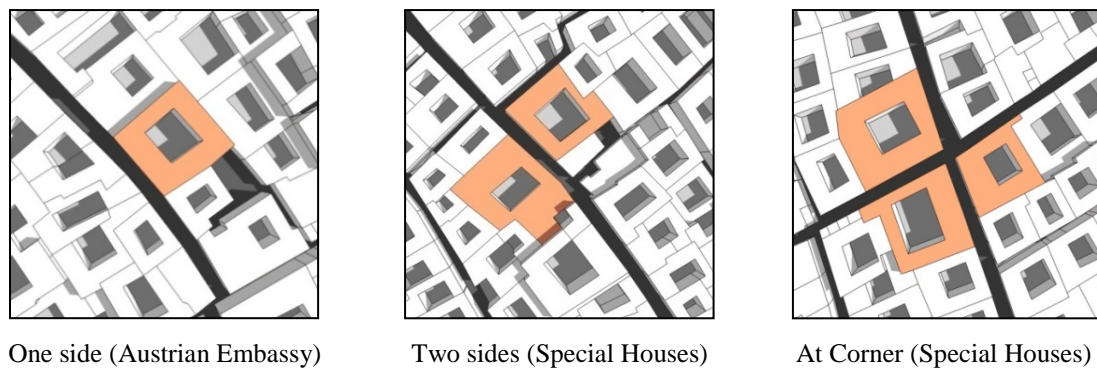 One side (Austrian Embassy)
Two sides (Special Houses)
At Corner (Special Houses)